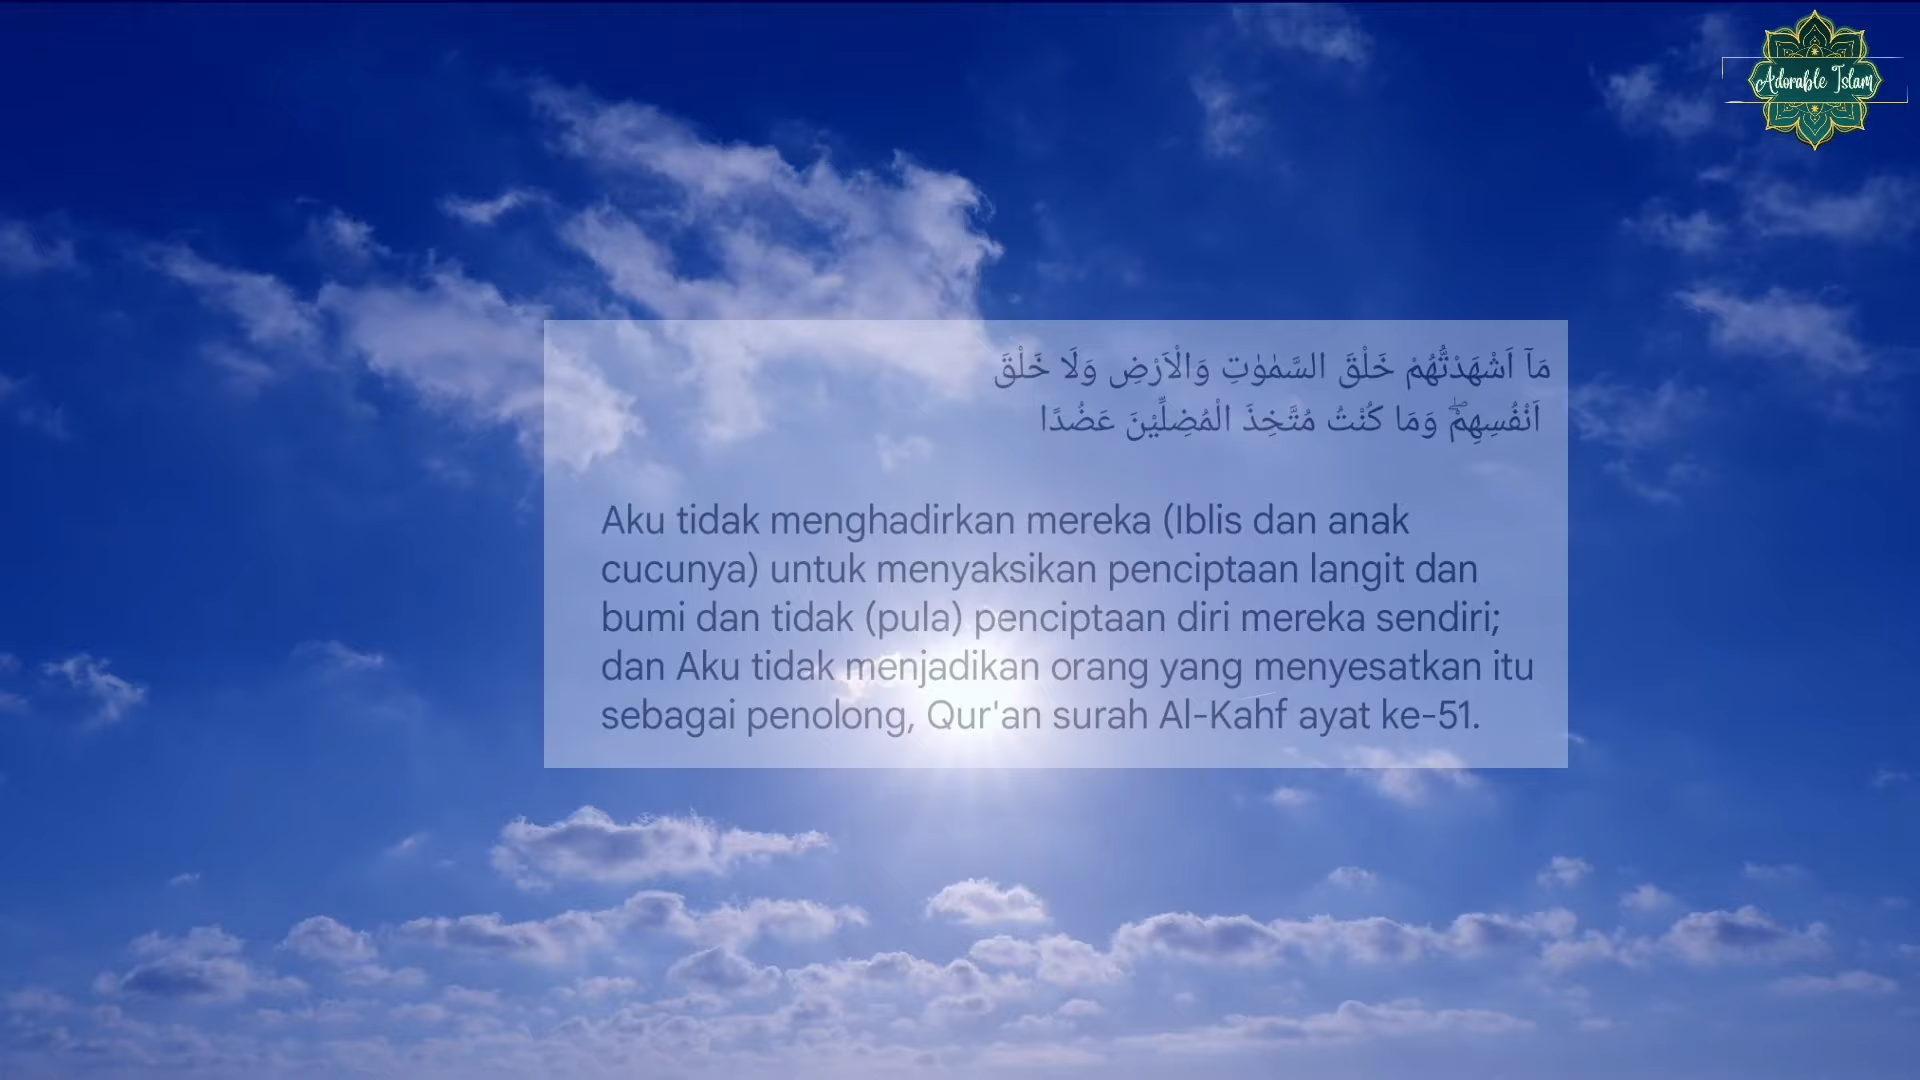 Adorable Islam
مَآ اَشْهَدْتُّهُمْ خَلْقَ السَّمٰوٰتِ وَالْاَرْضِ وَلَا خَلْقَ
اَنْفُسِهِمْۖ وَمَا كُنْتُ مُتَّخِذَ الْمُضِلِّيْنَ عَضُدًا
Aku tidak menghadirkan mereka (Iblis dan anak
cucunya) untuk menyaksikan penciptaan langit dan
bumi dan tidak (pula) penciptaan diri mereka sendiri;
dan Aku tidak menjadikan orang yang menyesatkan itu
sebagai penolong, Qur'an surah Al-Kahf ayat ke-51.